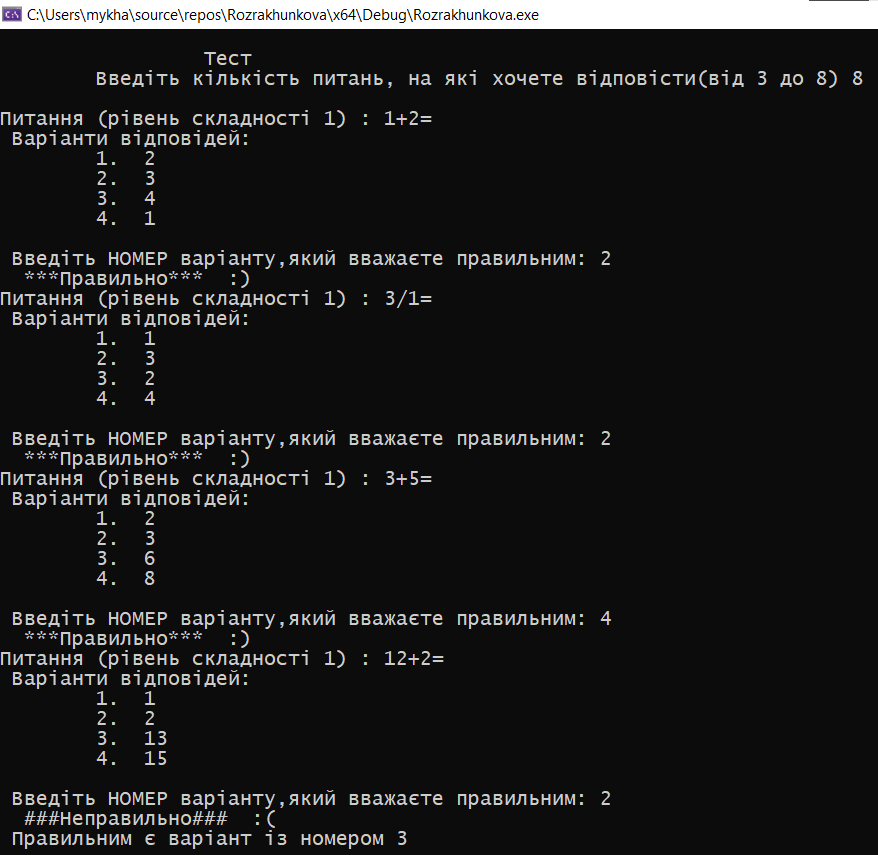 C:\Users\mykha\source\repos\Rozrakhunkova\x64\Debug\Rozrakhunkova.exe
Тест
Введіть кількість питань, на які хочете відповісти(від 3 до 8) 8
Питання (рівень складності 1) : 1+2=
Варіанти відповідей:
1. 2
2. 3
3. 4
4. 1
Введіть НОМЕР варіанту,який вважаєте правильним: 2
***Правильно*** :)
Питання (рівень складності 1) : 3/1=
Варіанти відповідей:
1. 1
2. 3
3. 2
4. 4
Введіть НОМЕР варіанту,який вважаєте правильним: 2
***Правильно*** :)
Питання (рівень складності 1) : 3+5=
Варіанти відповідей:
1. 2
2. 3
3. 6
4. 8
Введіть НОМЕР варіанту,який вважаєте правильним: 4
***Правильно*** :)
Питання (рівень складності 1) : 12+2=
Варіанти відповідей:
1. 1
2. 2
3. 13
4. 15
Введіть НОМЕР варіанту,який вважаєте правильним: 2
###Неправильно### :(
Правильним є варіант із номером 3